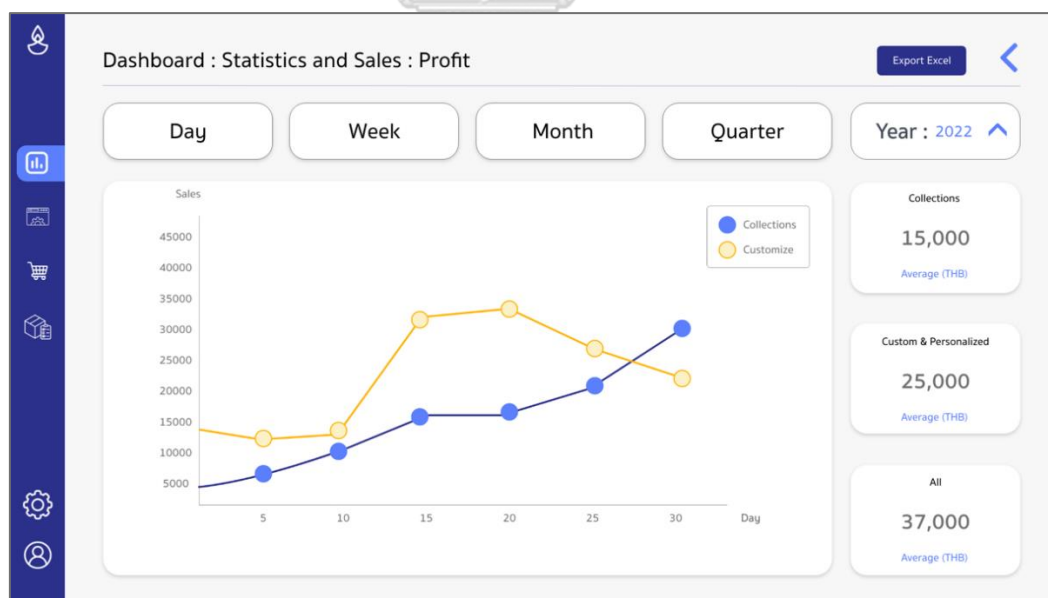 Dashboard : Statistics and Sales : Profit
Export Excel
Day
Week
Month
Quarter
Year : 2022
Sales
45000
40000
35000
30000
25000
20000
15000
10000
5000
5
10
15
20
25
30
Day
Collections
Customize
Collections
15,000
Average (THB)
Custom & Personalized
25,000
Average (THB)
All
37,000
Average (THB)